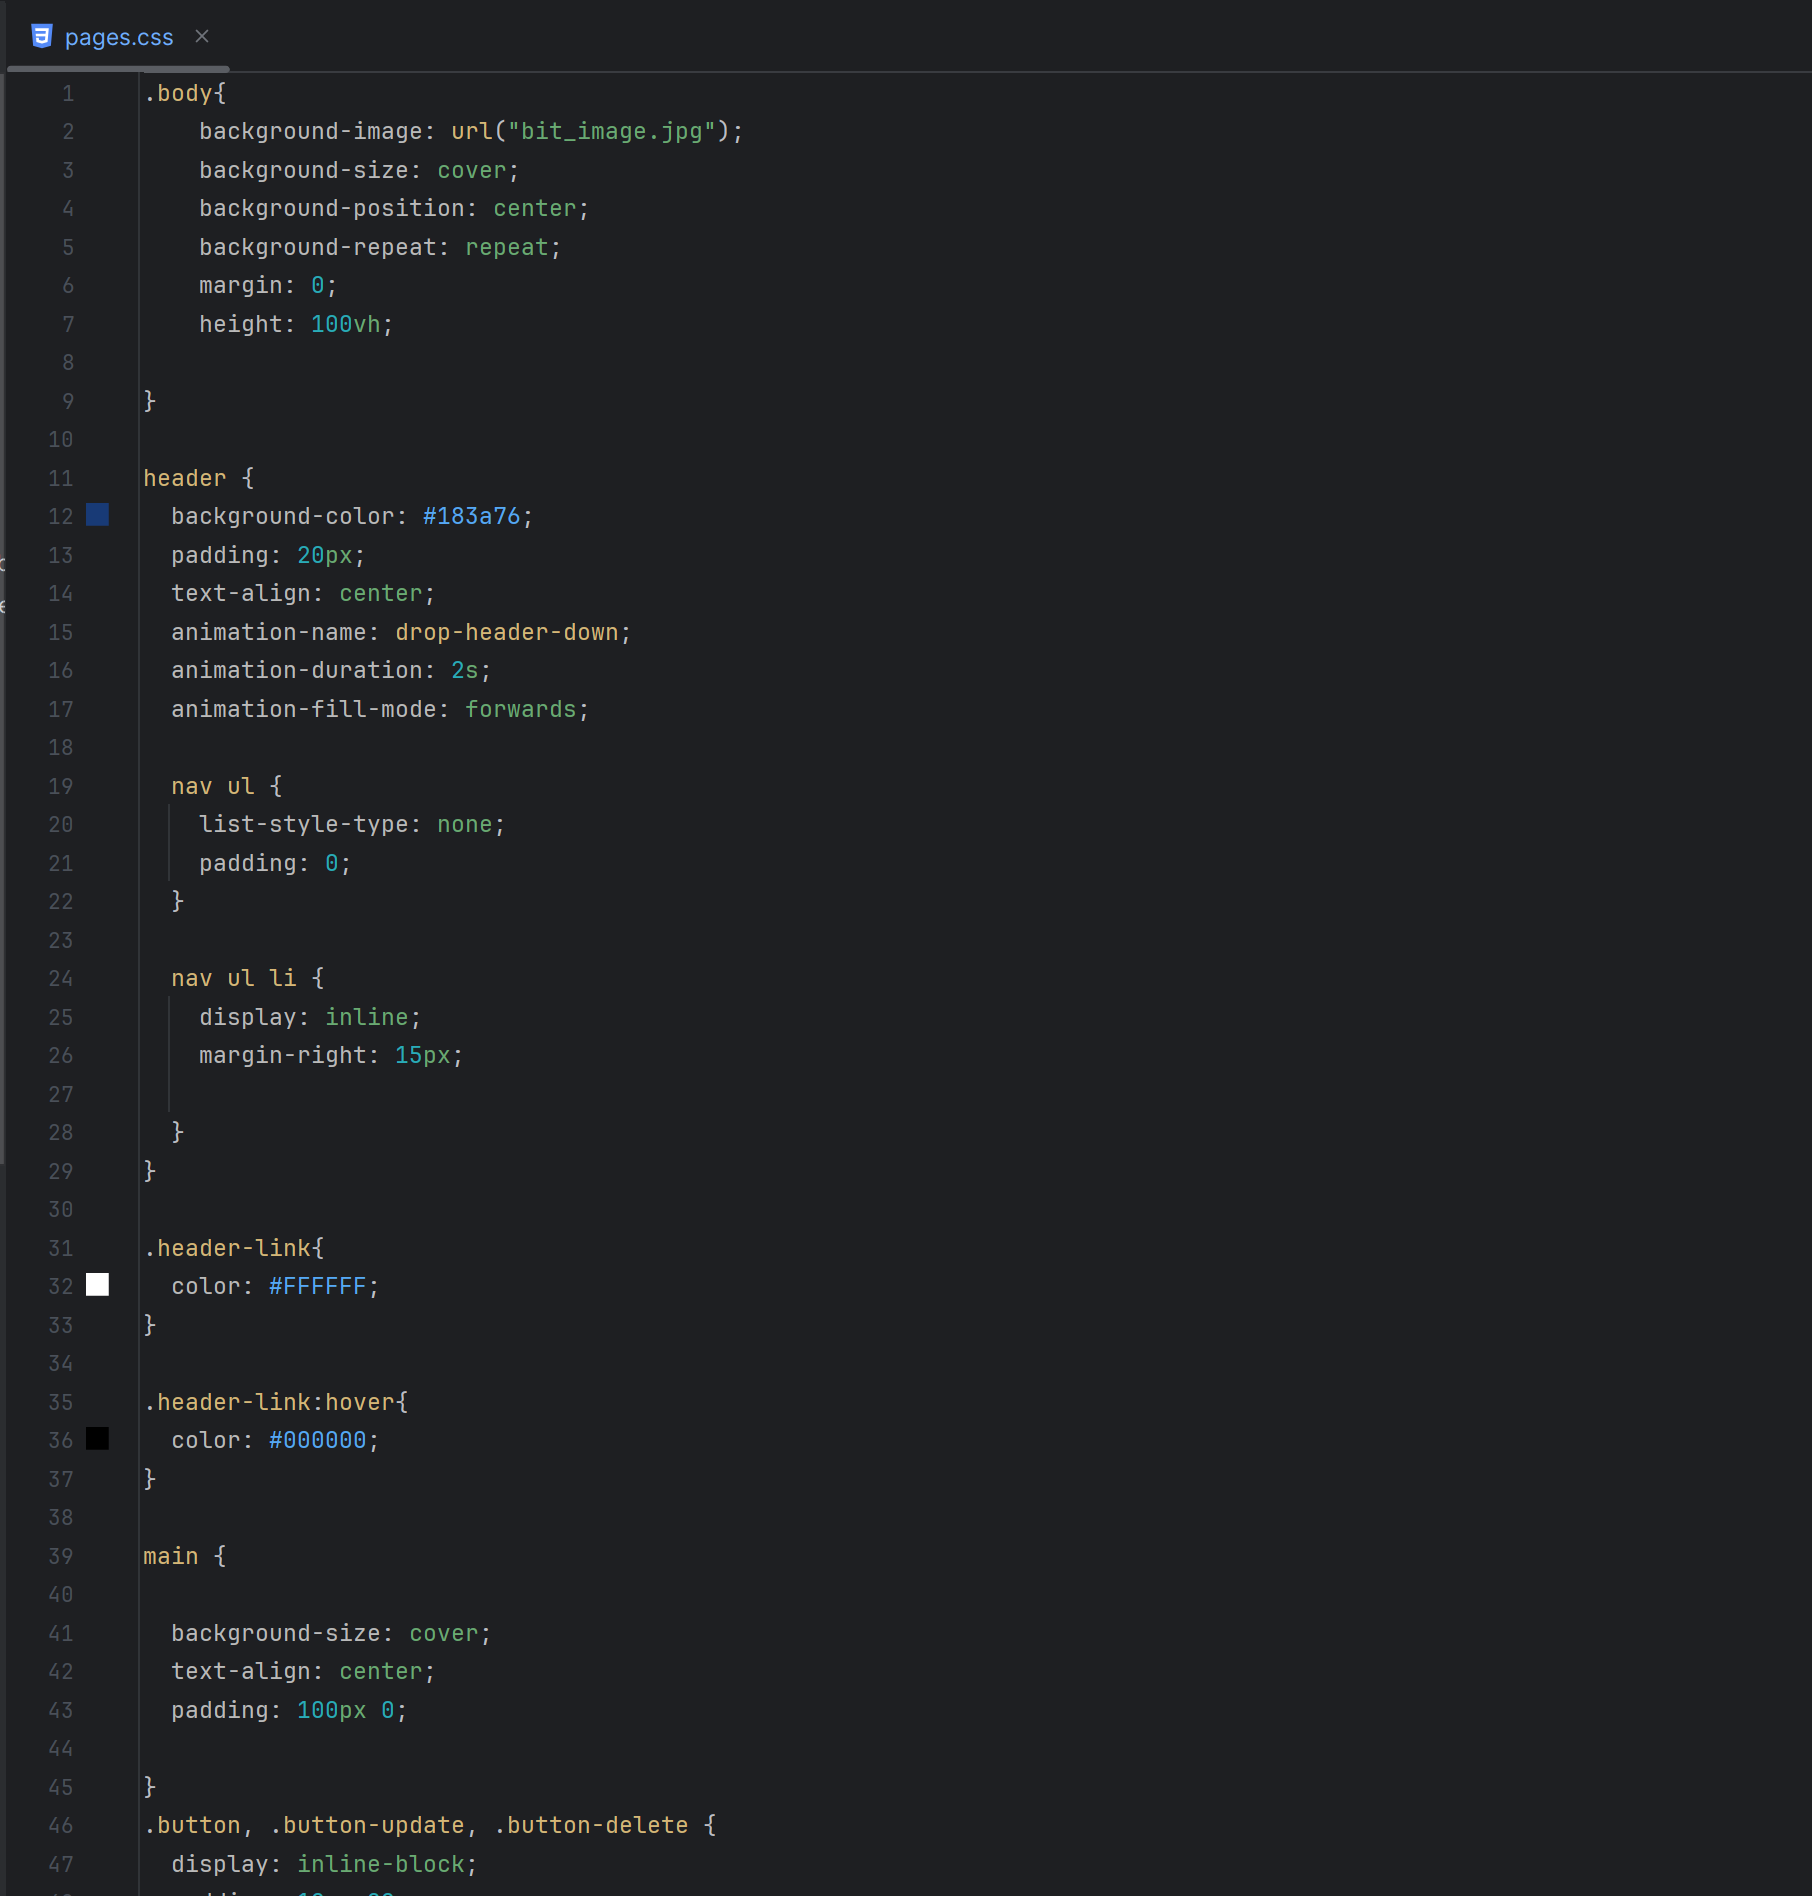 pages.css
1 .body{
2 background-image: url("bit_image.jpg");
3 background-size: cover;
4 background-position: center;
5 background-repeat: repeat;
6 margin: 0;
7 height: 100vh;
8
9 }
10
11 header {
12 background-color: #183a76;
13 padding: 20px;
14 text-align: center;
15 animation-name: drop-header-down;
16 animation-duration: 2s;
17 animation-fill-mode: forwards;
18
19 nav ul {
20 list-style-type: none;
21 padding: 0;
22 }
23
24 nav ul li {
25 display: inline;
26 margin-right: 15px;
27
28 }
29 }
30
31 .header-link{
32 color: #FFFFFF;
33 }
34
35 .header-link:hover{
36 color: #000000;
37 }
38
39 main {
40
41 background-size: cover;
42 text-align: center;
43 padding: 100px 0;
44
45 }
46 .button, .button-update, .button-delete {
47 display: inline-block;